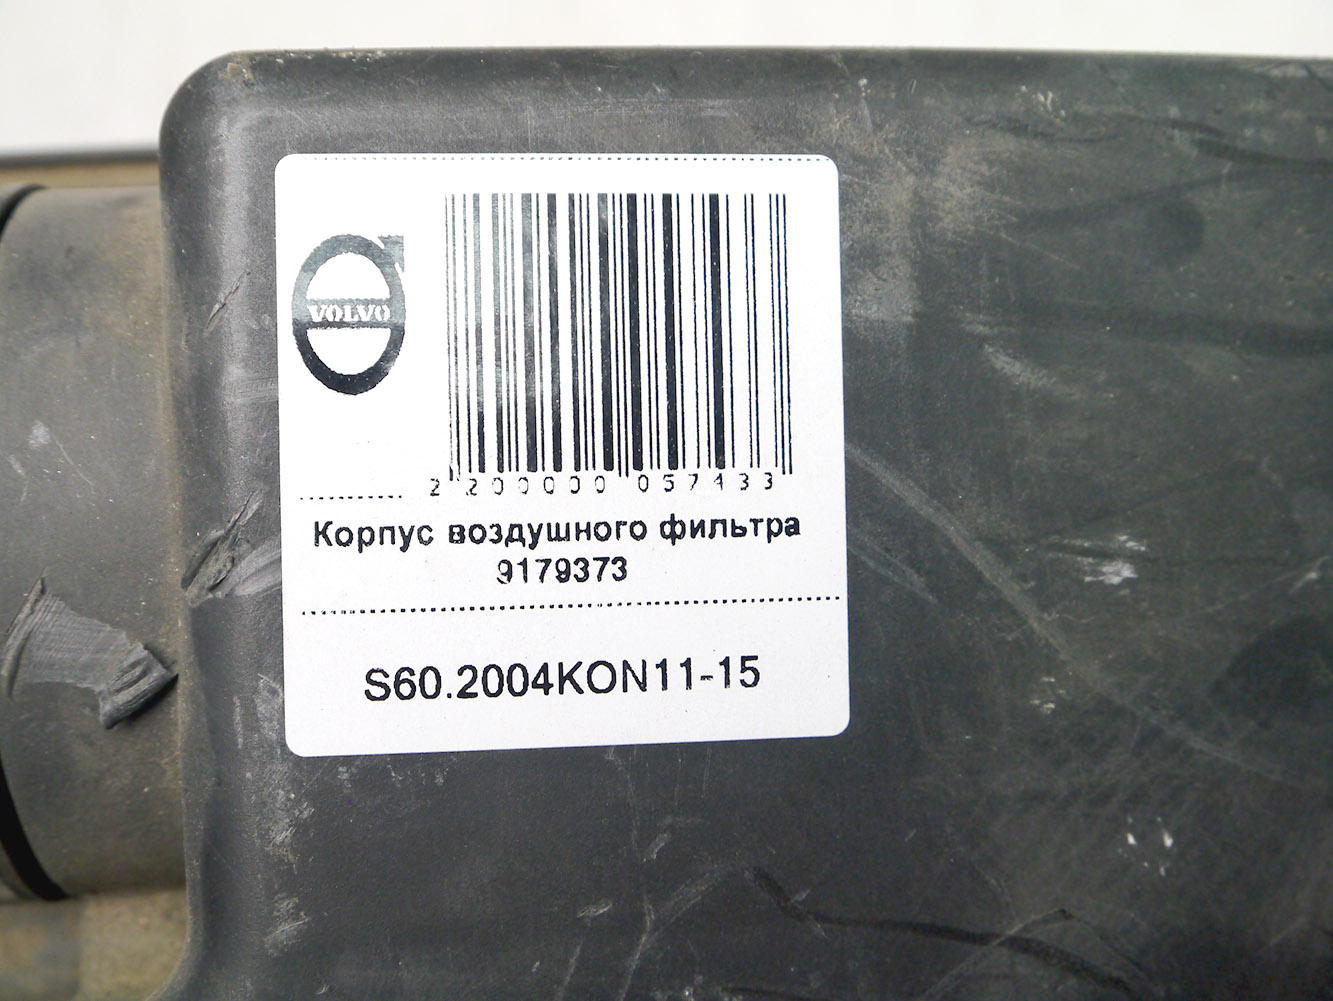 VOLVO
2 200000 057433
Корпус воздушного фильтра
9179373
S60.2004KON11-15